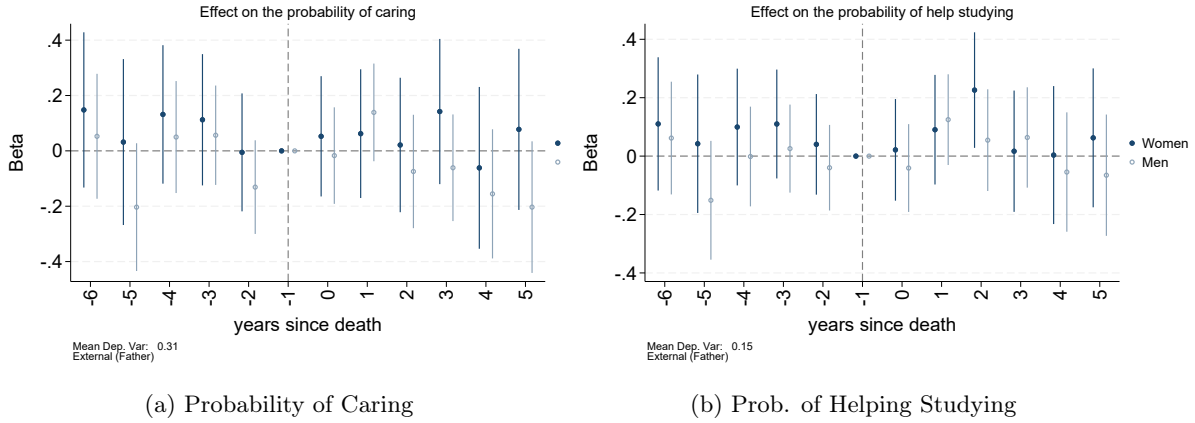 Effect on the probability of caring
.4
.2
0
-.2
-.4
Beta
-6 -5 -4 -3 -2 -1 0 1 2 3 4 5
years since death
Mean Dep. Var: 0.31
External (Father)
(a) Probability of Caring
Effect on the probability of help studying
.4
.2
0
-.2
-.4
Beta
-6 -5 -4 -3 -2 -1 0 1 2 3 4 5
years since death
Women
Men
Mean Dep. Var: 0.15
External (Father)
(b) Prob. of Helping Studying